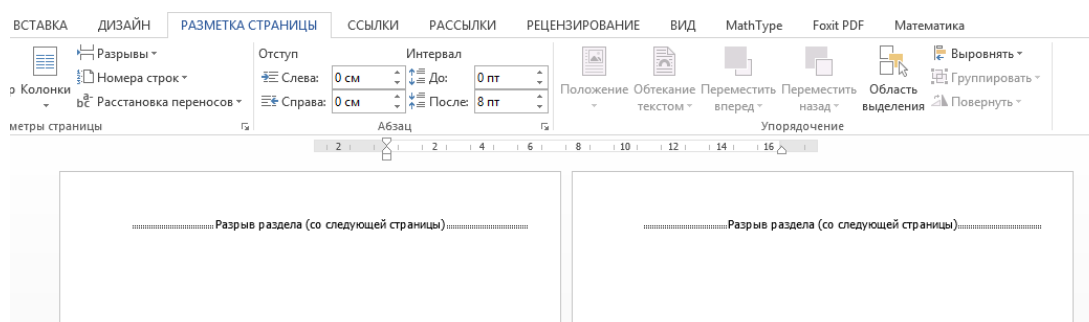 ВСТАВКА ДИЗАЙН РАЗМЕТКА СТРАНИЦЫ ССЫЛКИ РАССЫЛКИ РЕЦЕНЗИРОВАНИЕ ВИД MathType Foxit PDF Математика
Разрывы Отступ Интервал Выровнять
Номера строк Слева: 0 см До: 0 пт Группировать
Колонки Положение Обтекание текстом Переместить вперед Переместить назад Область выделения
bc Расстановка переносов Справа: 0 см После: 8 пт Повернуть
метры страницы Абзац Упорядочение
2 2 4 6 8 10 12 14 16
Разрыв раздела (со следующей страницы) Разрыв раздела (со следующей страницы)